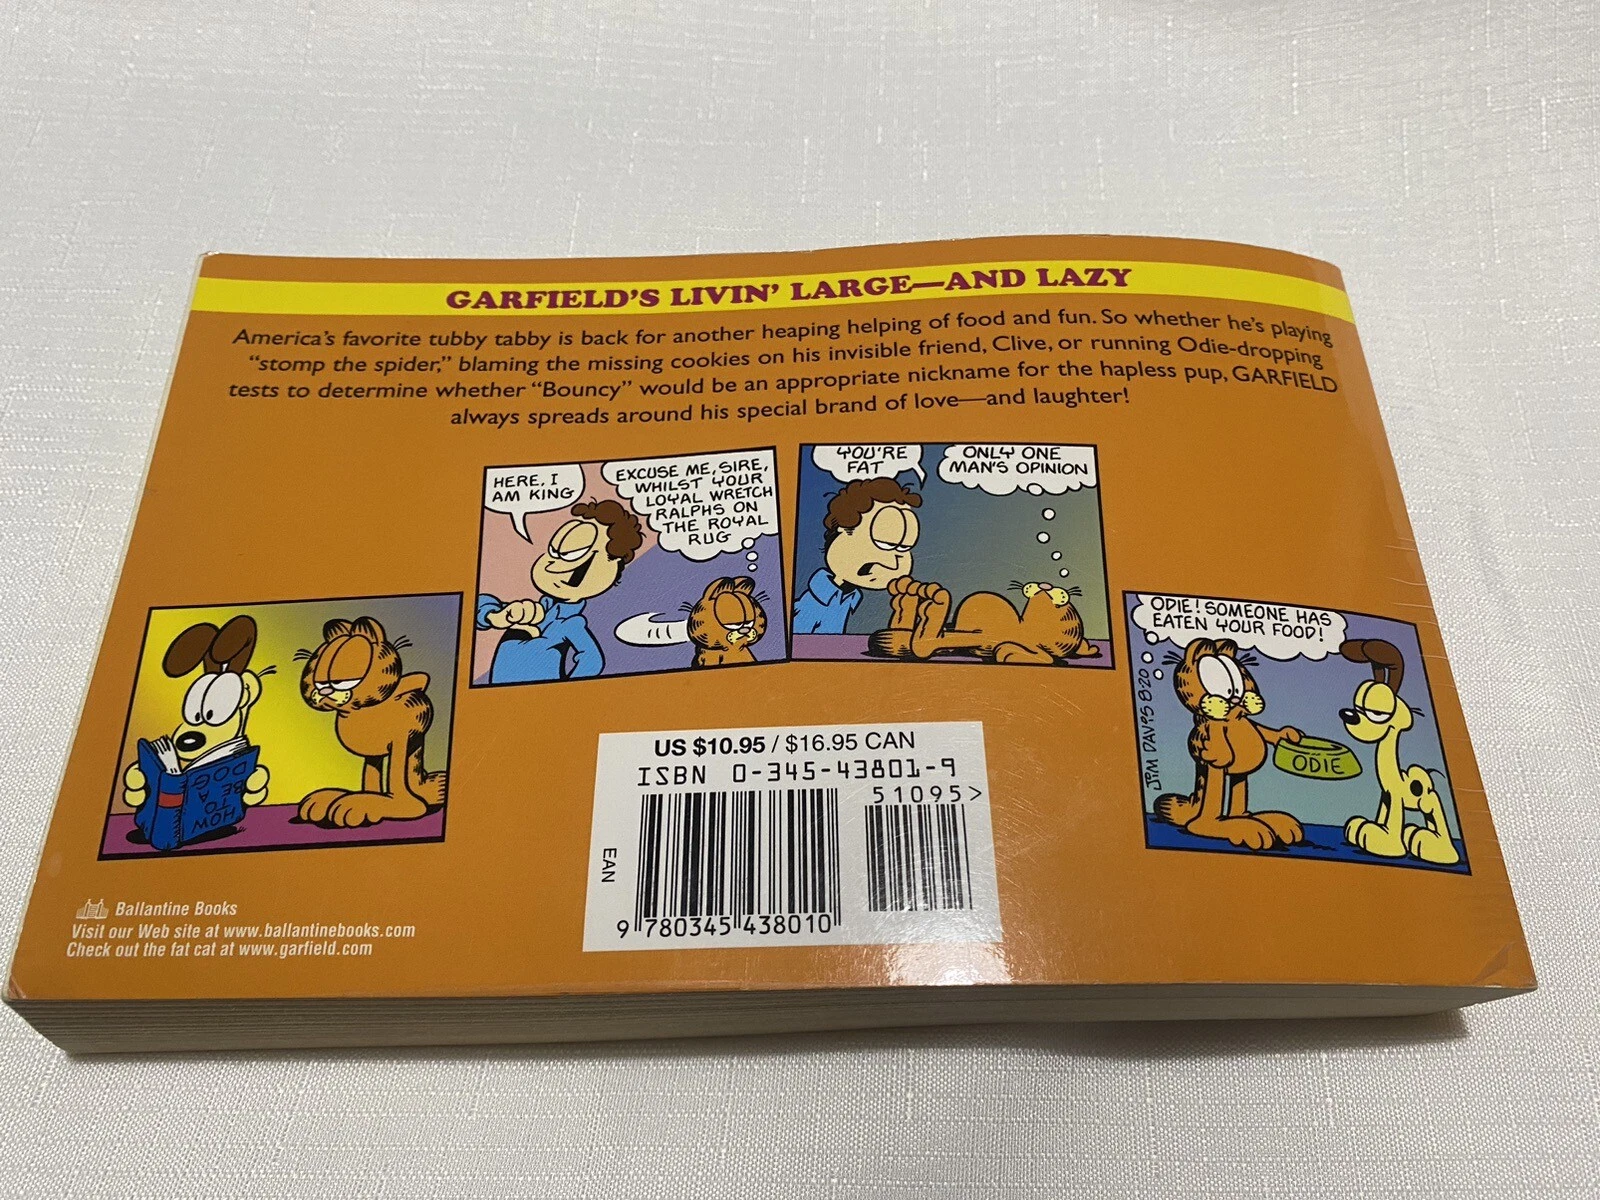 GARFIELD'S LIVIN' LARGE—AND LAZY
America's favorite tubby tabby is back for another heaping helping of food and fun. So whether he's playing
"stomp the spider," blaming the missing cookies on his invisible friend, Clive, or running Odie-dropping
tests to determine whether "Bouncy" would be an appropriate nickname for the hapless pup, GARFIELD
always spreads around his special brand of love—and laughter!
HOW
TO
BE A
DOG
HERE, I
AM KING
EXCUSE ME, SIRE,
WHILST YOUR
LOYAL WRETCH
RALPHS ON
THE ROYAL
RUG
YOU'RE
FAT
ONLY ONE
MAN'S OPINION
ODIE! SOMEONE HAS
EATEN YOUR FOOD!
ODIE
JIM DAVIS 8·20
US $10.95 / $16.95 CAN
ISBN 0-345-43801-9
51095>
EAN
9 780345 438010
Ballantine Books
Visit our Web site at www.ballantinebooks.com
Check out the fat cat at www.garfield.com